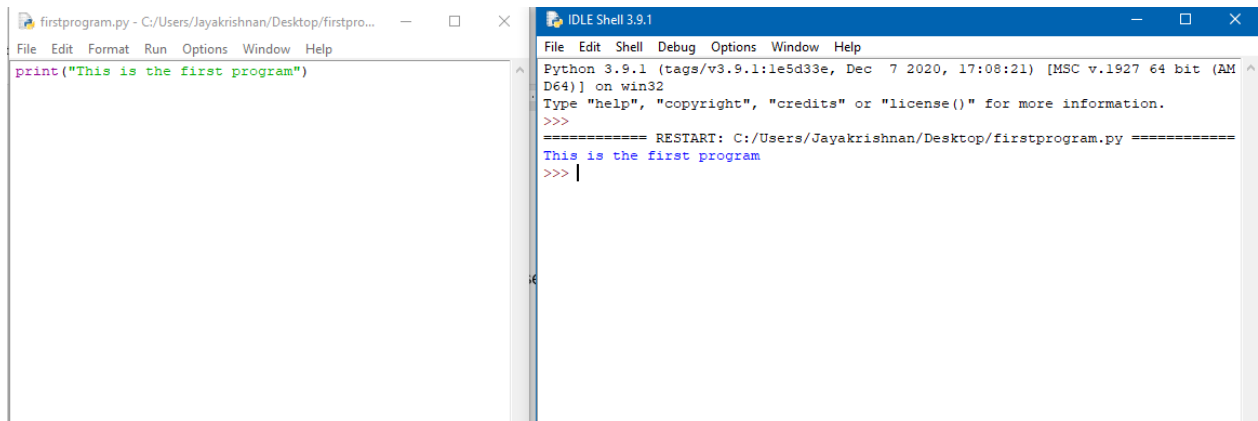 firstprogram.py - C:/Users/Jayakrishnan/Desktop/firstpro...
File Edit Format Run Options Window Help
print("This is the first program")
IDLE Shell 3.9.1
File Edit Shell Debug Options Window Help
Python 3.9.1 (tags/v3.9.1:1e5d33e, Dec  7 2020, 17:08:21) [MSC v.1927 64 bit (AM
D64)] on win32
Type "help", "copyright", "credits" or "license()" for more information.
>>>
============ RESTART: C:/Users/Jayakrishnan/Desktop/firstprogram.py ============
This is the first program
>>>